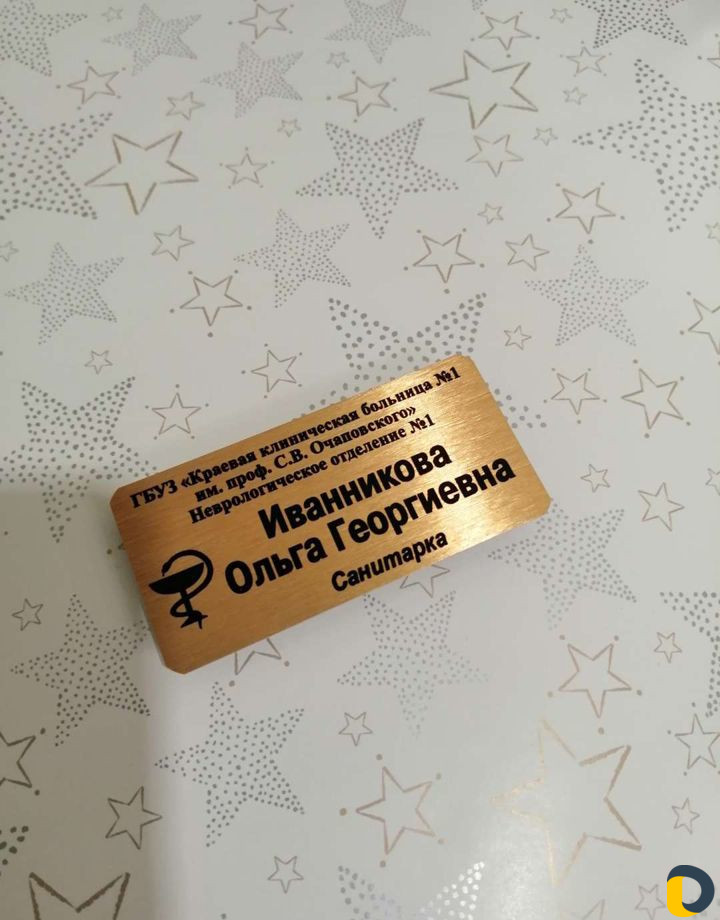 ГБУЗ «Краевая клиническая больница №1
им. проф. С.В. Очаповского»
Неврологическое отделение №1
Иванникова
Ольга Георгиевна
Санитарка